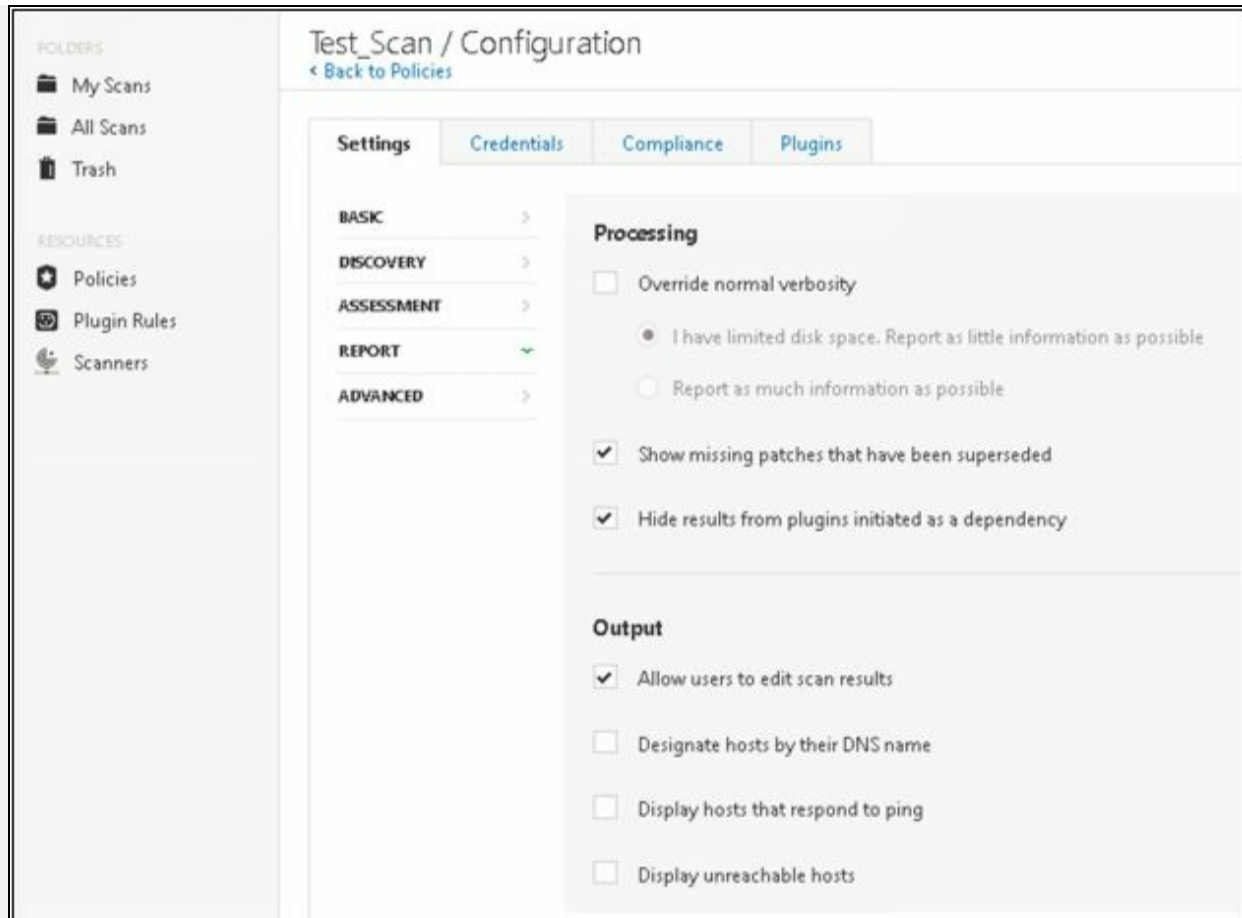 FOLDERS
My Scans
All Scans
Trash
RESOURCES
Policies
Plugin Rules
Scanners
Test_Scan / Configuration
< Back to Policies
Settings
Credentials
Compliance
Plugins
BASIC
DISCOVERY
ASSESSMENT
REPORT
ADVANCED
Processing
Override normal verbosity
I have limited disk space. Report as little information as possible
Report as much information as possible
Show missing patches that have been superseded
Hide results from plugins initiated as a dependency
Output
Allow users to edit scan results
Designate hosts by their DNS name
Display hosts that respond to ping
Display unreachable hosts